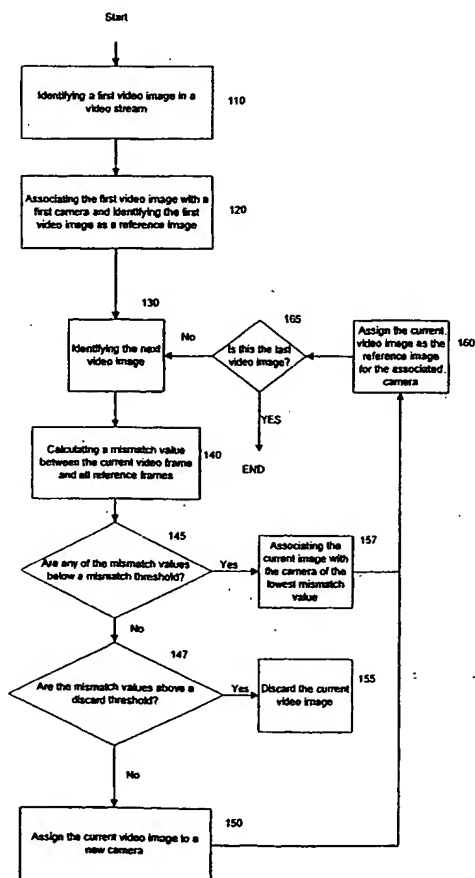 Start
Identifying a first video image in a
video stream
110
Associating the first video image with a
first camera and identifying the first
video image as a reference image
120
130
Identifying the next
video image
No
165
Is this the last
video image?
YES
END
Assign the current
video image as the
reference image
for the associated
camera
160
Calculating a mismatch value
between the current video frame
and all reference frames
140
145
Are any of the mismatch values
below a mismatch threshold?
Yes
157
Associating the
current image with
the camera of the
lowest mismatch
value
No
147
Are the mismatch values above a
discard threshold?
Yes
155
Discard the current
video image
No
150
Assign the current video image to a
new camera